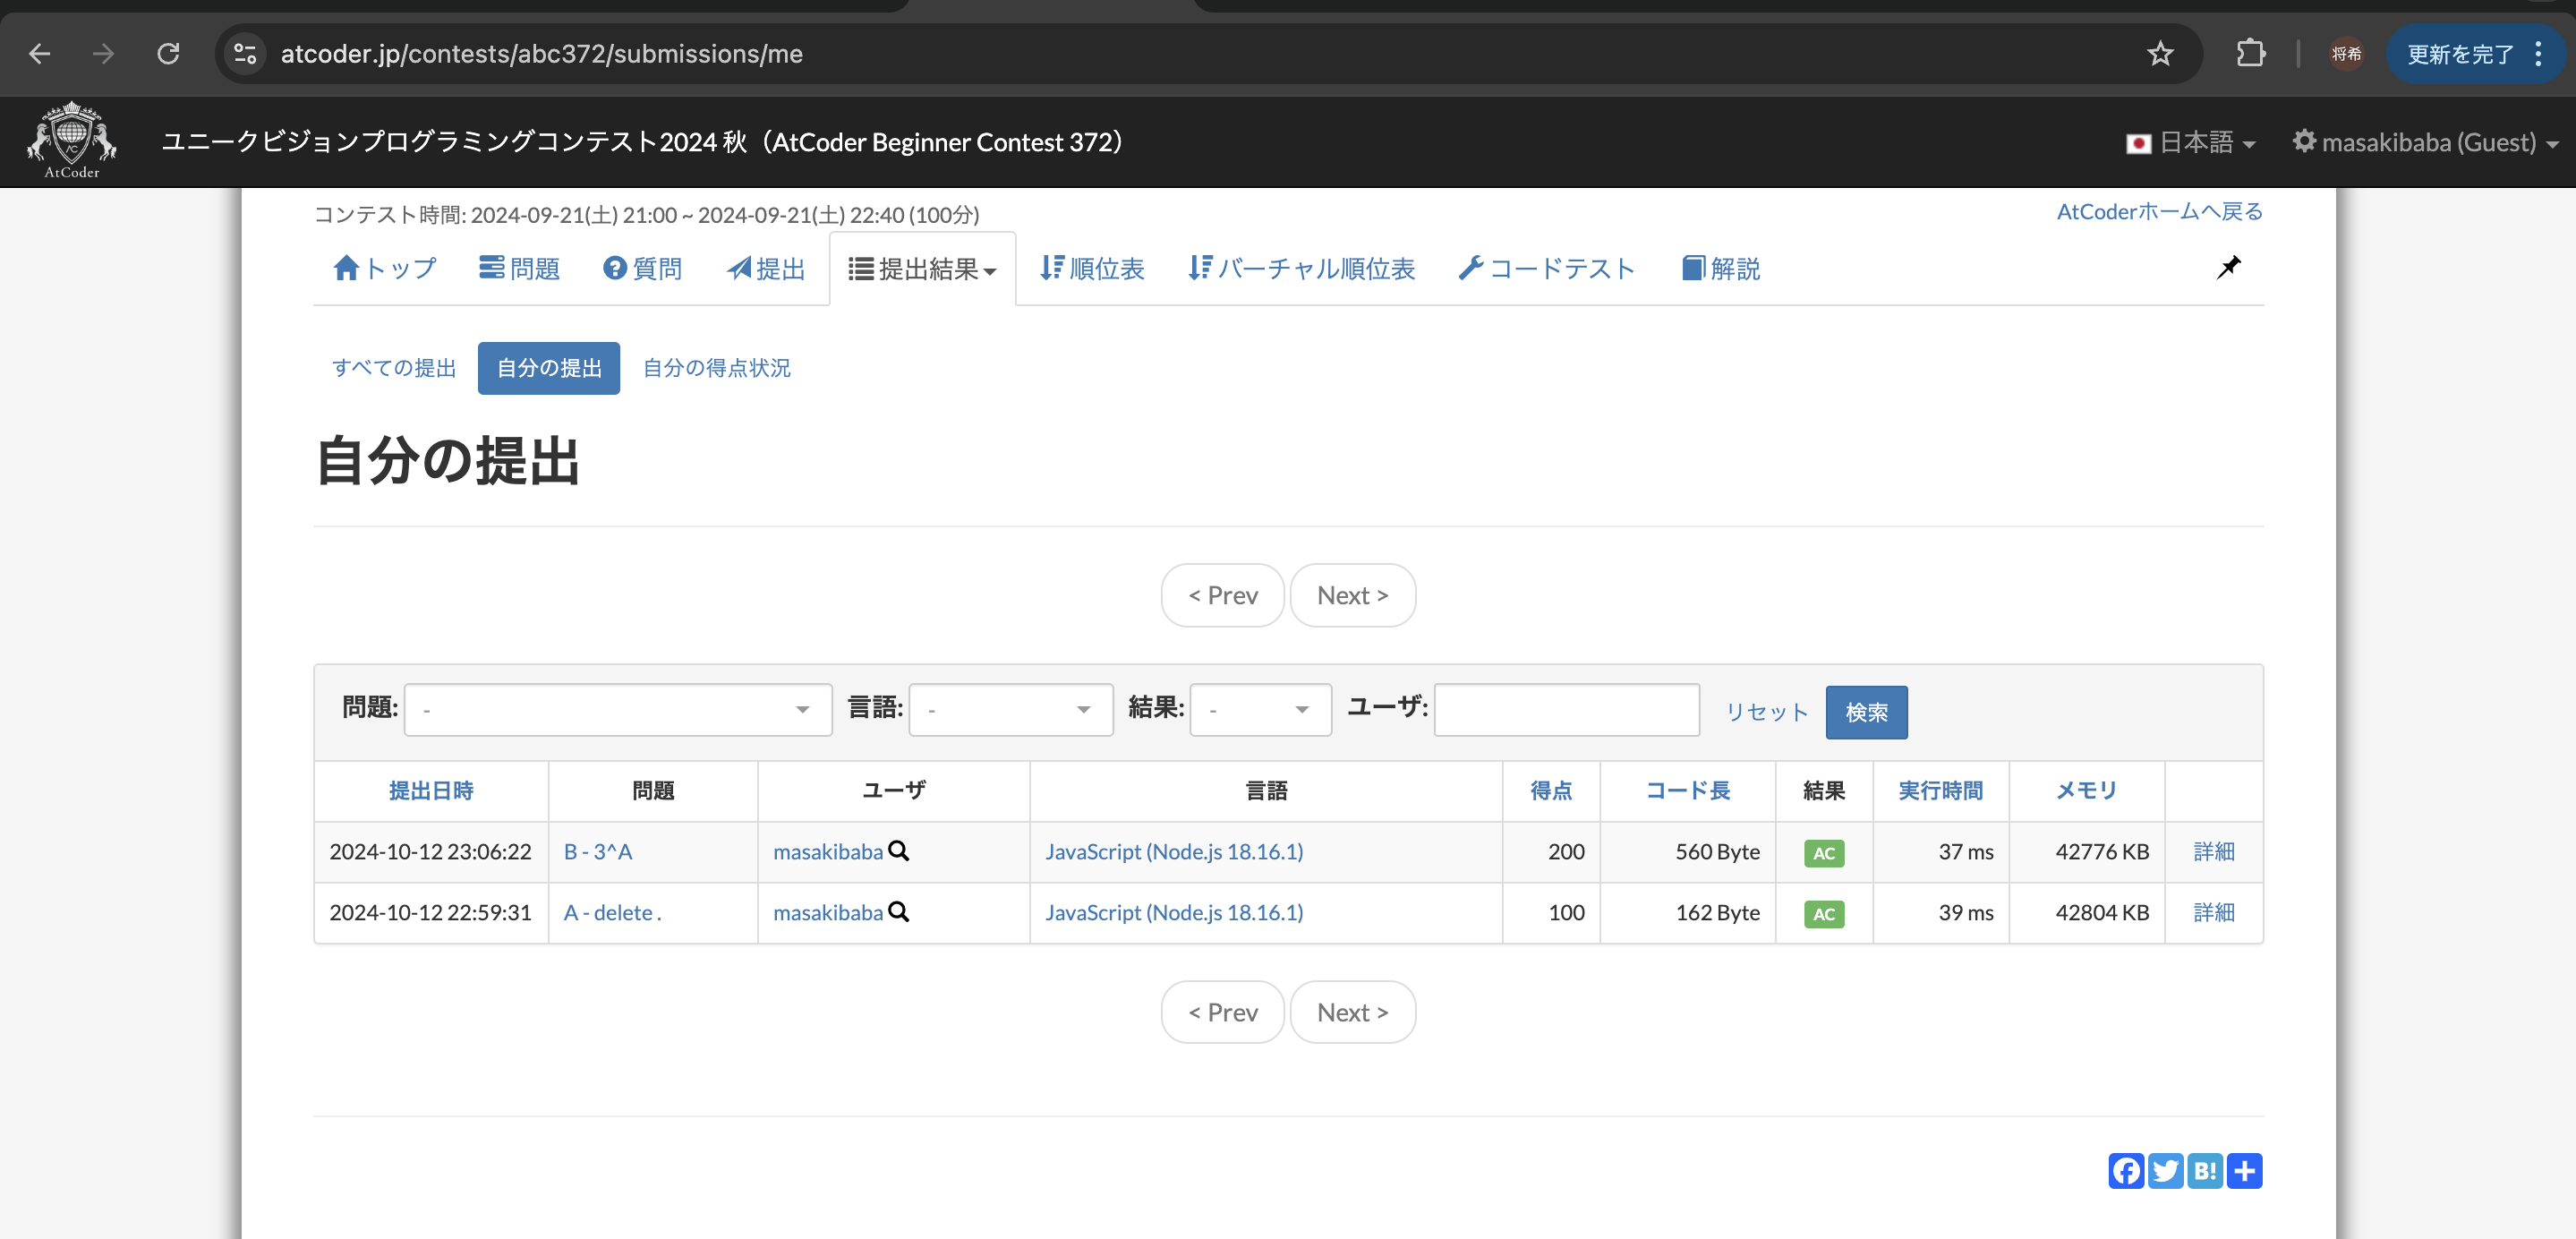 atcoder.jp/contests/abc372/submissions/me
将希
更新を完了
AtCoder
ユニークビジョンプログラミングコンテスト2024 秋（AtCoder Beginner Contest 372）
日本語
masakibaba (Guest)
コンテスト時間: 2024-09-21(土) 21:00 ~ 2024-09-21(土) 22:40 (100分)
AtCoderホームへ戻る
トップ 問題 質問 提出 提出結果 順位表 バーチャル順位表 コードテスト 解説
すべての提出 自分の提出 自分の得点状況
自分の提出
< Prev Next >
問題: - 言語: - 結果: - ユーザ: リセット 検索
提出日時 問題 ユーザ 言語 得点 コード長 結果 実行時間 メモリ
2024-10-12 23:06:22 B - 3^A masakibaba JavaScript (Node.js 18.16.1) 200 560 Byte AC 37 ms 42776 KB 詳細
2024-10-12 22:59:31 A - delete . masakibaba JavaScript (Node.js 18.16.1) 100 162 Byte AC 39 ms 42804 KB 詳細
< Prev Next >
B!